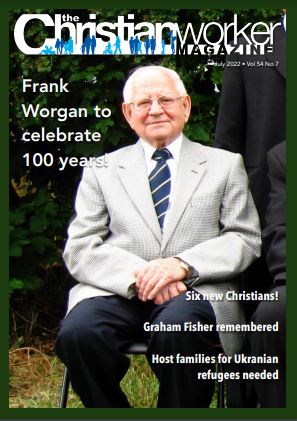 the
Christianworker
MAGAZINE
July 2022 • Vol 54 No 7
Frank
Worgan to
celebrate
100 years!
Six new Christians!
Graham Fisher remembered
Host families for Ukranian
refugees needed